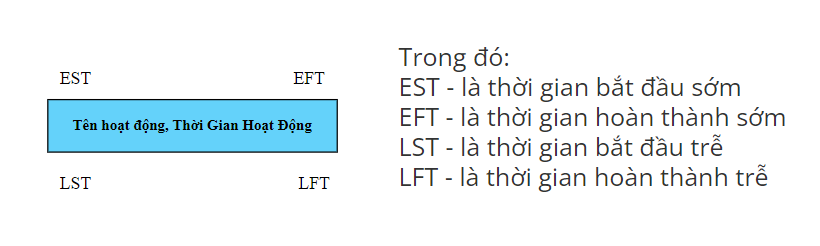 EST EFT
Tên hoạt động, Thời Gian Hoạt Động
LST LFT
Trong đó:
EST - là thời gian bắt đầu sớm
EFT - là thời gian hoàn thành sớm
LST - là thời gian bắt đầu trễ
LFT - là thời gian hoàn thành trễ